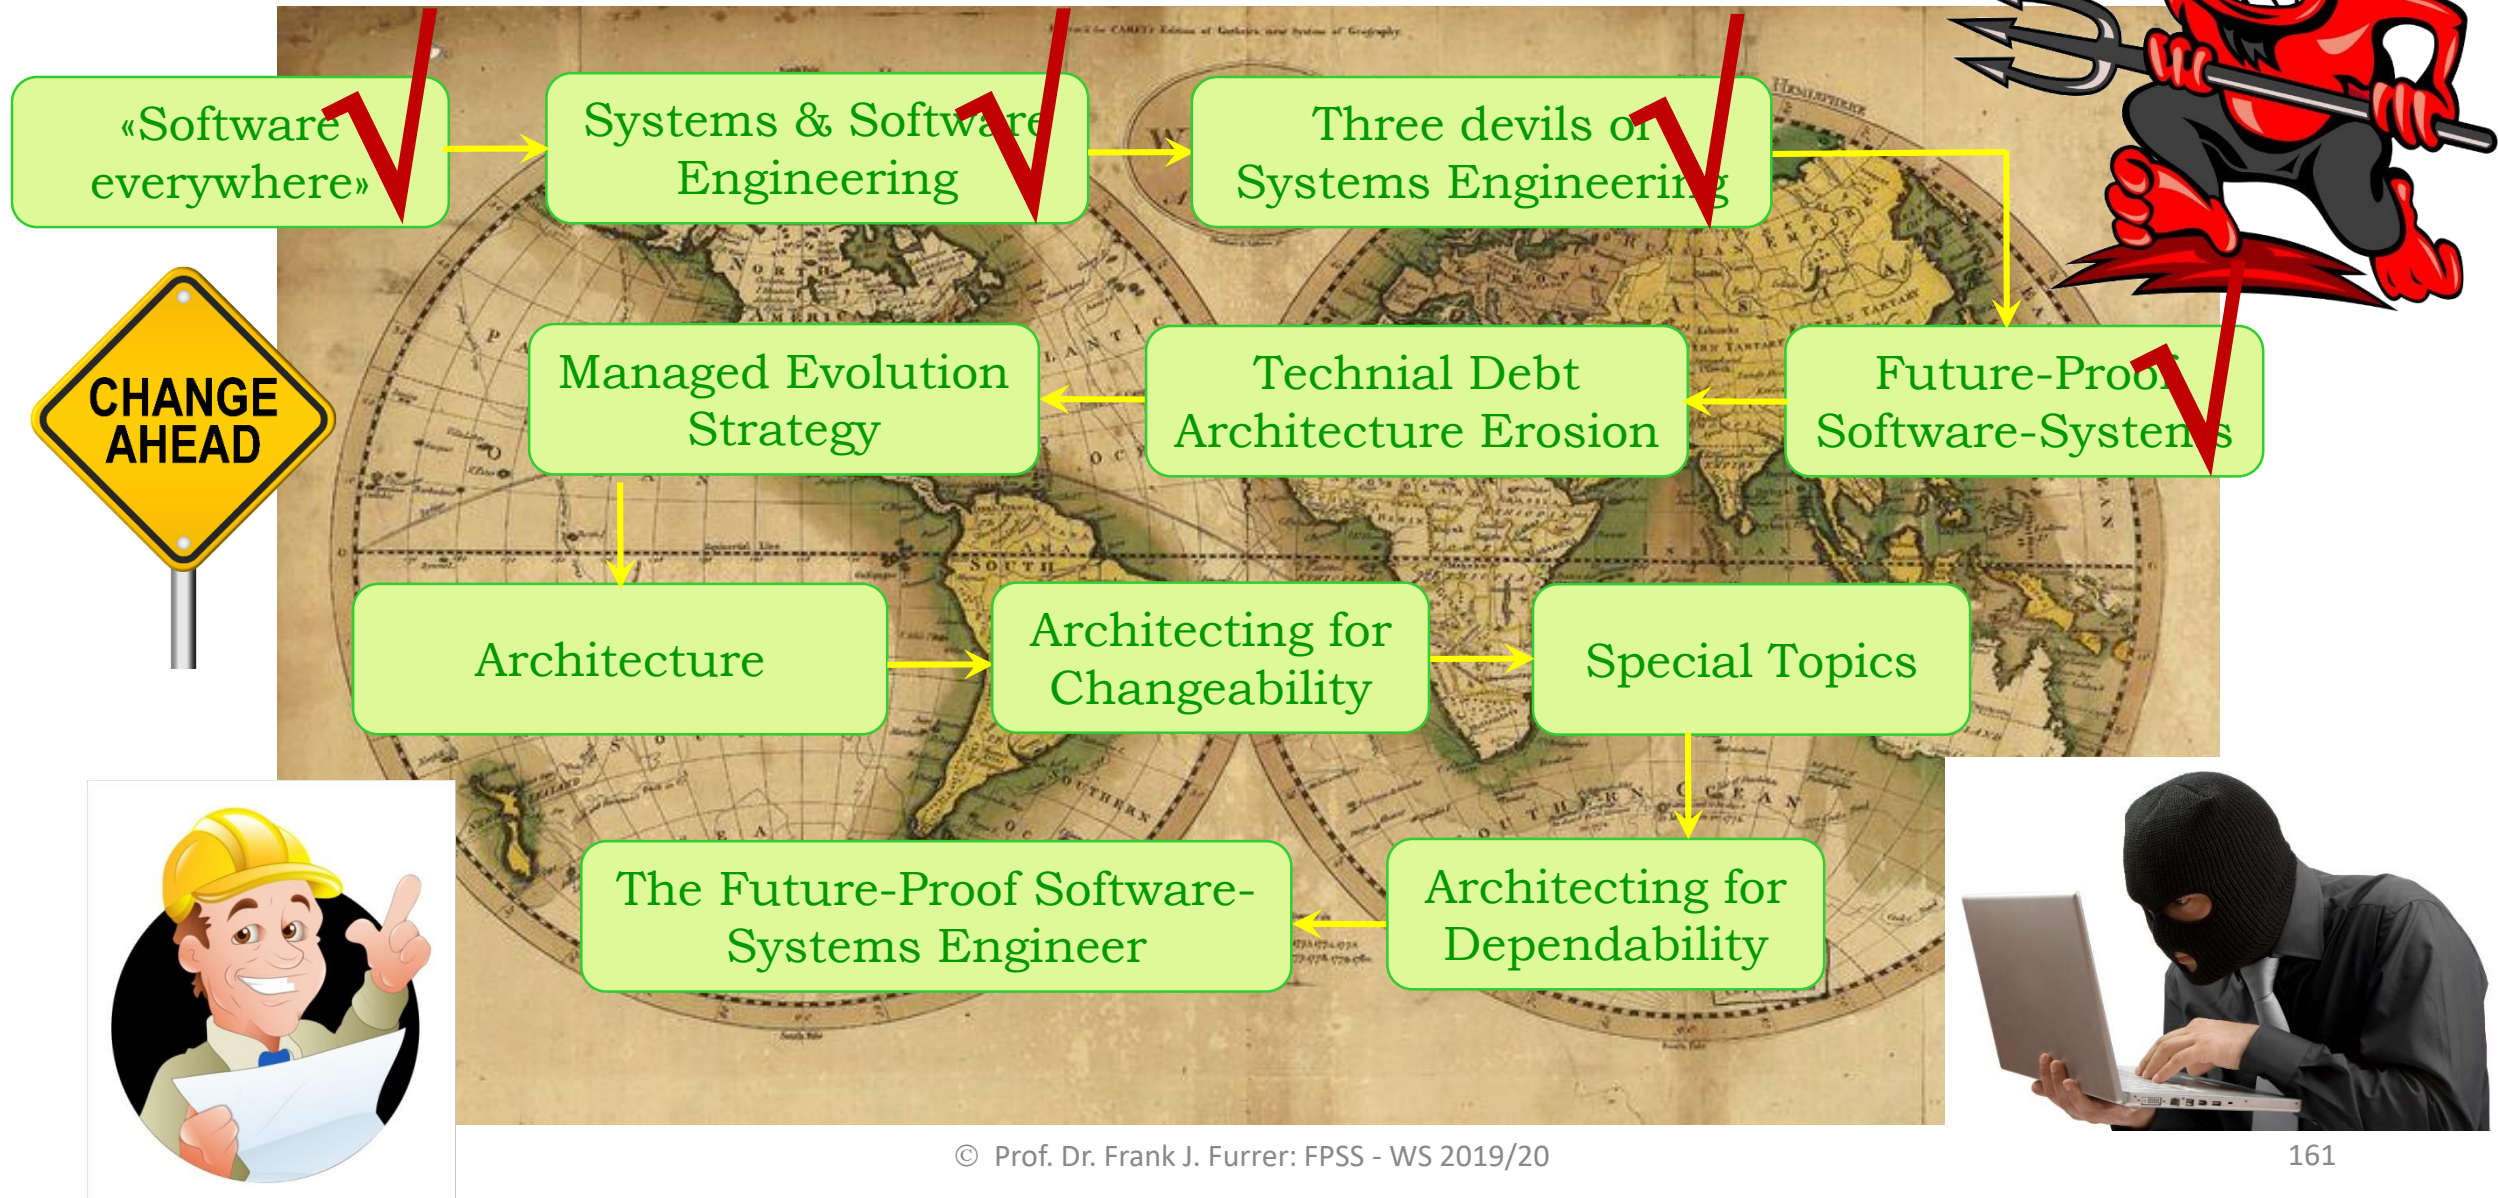 «Software
everywhere»
Systems & Software
Engineering
Three devils of
Systems Engineering
CHANGE
AHEAD
Managed Evolution
Strategy
Technial Debt
Architecture Erosion
Future-Proof
Software-Systems
Architecture
Architecting for
Changeability
Special Topics
The Future-Proof Software-
Systems Engineer
Architecting for
Dependability
© Prof. Dr. Frank J. Furrer: FPSS - WS 2019/20
161